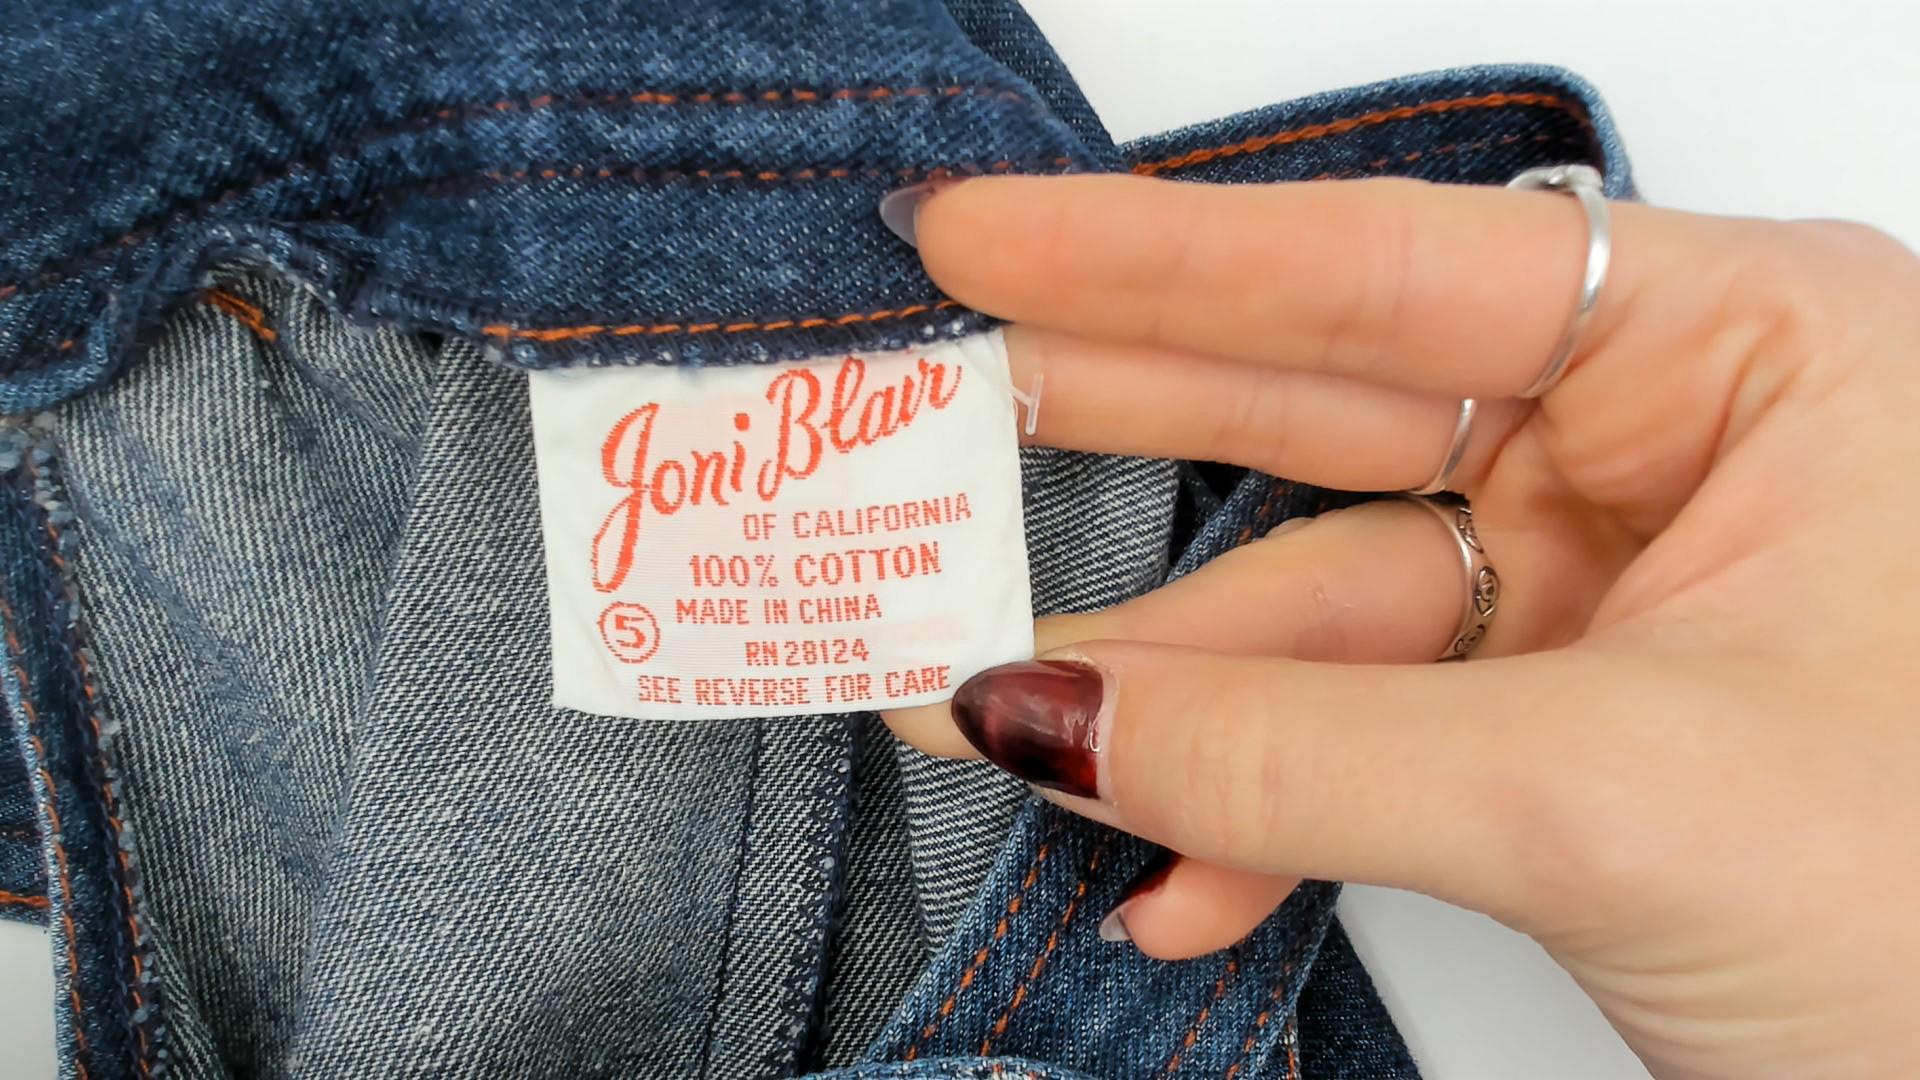 Joni Blair
OF CALIFORNIA
100% COTTON
MADE IN CHINA
5
RN 28124
SEE REVERSE FOR CARE